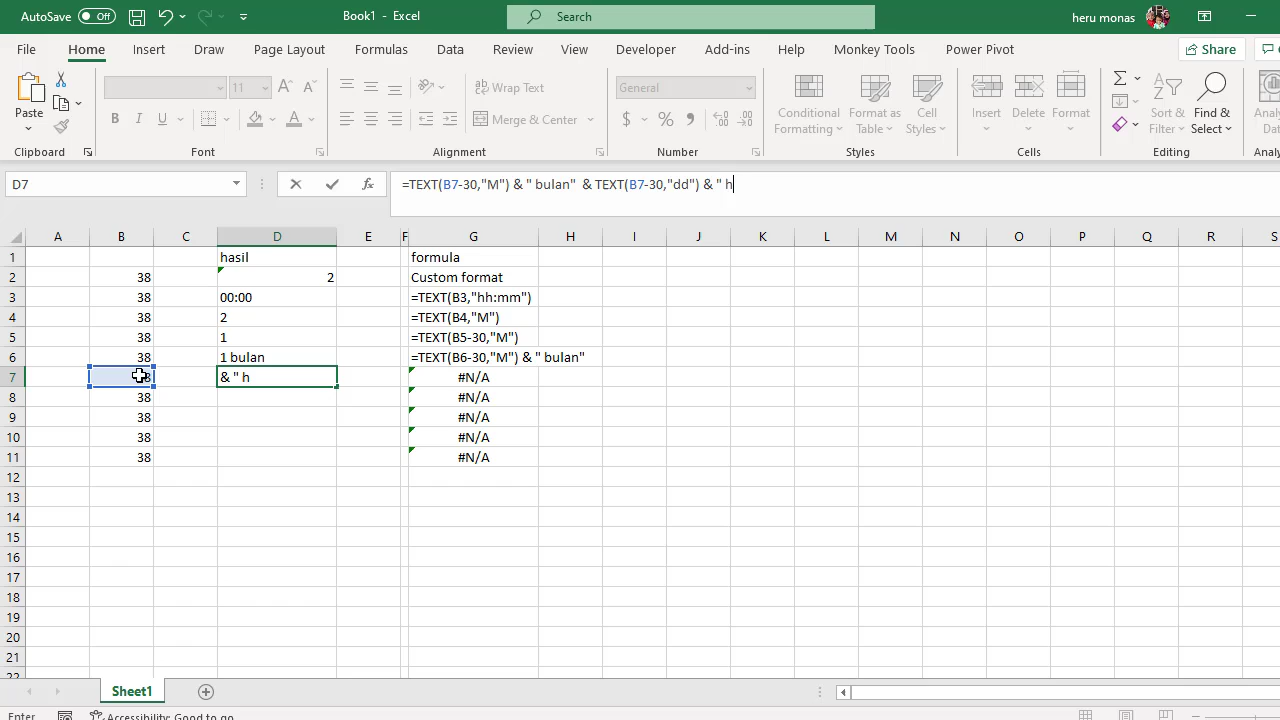 AutoSave Off Book1 - Excel Search heru monas
File Home Insert Draw Page Layout Formulas Data Review View Developer Add-ins Help Monkey Tools Power Pivot Share
Paste 11 Wrap Text General Conditional Formatting Format as Table Cell Styles Insert Delete Format Sort & Filter Find & Select
B I U A Merge & Center $ % 9
Clipboard Font Alignment Number Styles Cells Editing
D7 fx =TEXT(B7-30,"M") & " bulan"  & TEXT(B7-30,"dd") & " h
A B C D E F G H I J K L M N O P Q R S
1 hasil formula
2 38 2 Custom format
3 38 00:00 =TEXT(B3,"hh:mm")
4 38 2 =TEXT(B4,"M")
5 38 1 =TEXT(B5-30,"M")
6 38 1 bulan =TEXT(B6-30,"M") & " bulan"
7 & " h #N/A
8 38 #N/A
9 38 #N/A
10 38 #N/A
11 38 #N/A
12
13
14
15
16
17
18
19
20
21
22
Sheet1
Enter Accessibility: Good to go